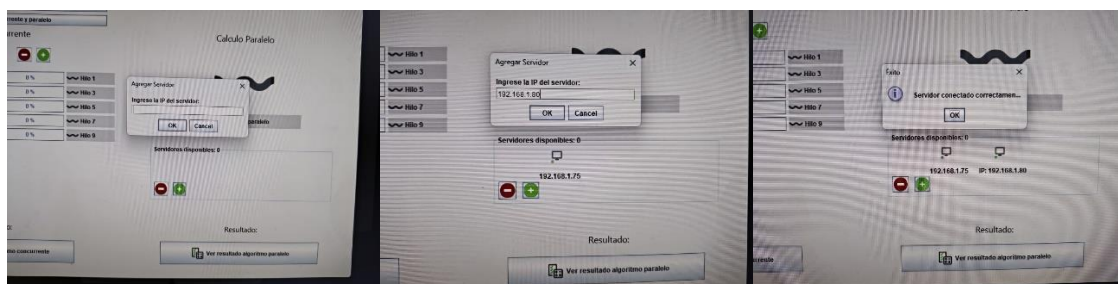 rrente y paralelo
rrente
Calculo Paralelo
0%
Hilo 1
0%
Hilo 3
0%
Hilo 5
0%
Hilo 7
0%
Hilo 9
Agregar Servidor
Ingrese la IP del servidor:
OK Cancel
paralelo
Servidores disponibles: 0
Resultado:
mo concurrente
Ver resultado algoritmo paralelo
Hilo 1
Hilo 3
Hilo 5
Hilo 7
Hilo 9
Agregar Servidor
Ingrese la IP del servidor:
192.168.1.80
OK Cancel
Servidores disponibles: 0
192.168.1.75
Resultado:
Ver resultado algoritmo paralelo
Hilo 1
Hilo 3
Hilo 5
Hilo 7
Hilo 9
Exito
Servidor conectado correctamen...
OK
Servidores disponibles: 0
192.168.1.75 IP: 192.168.1.80
Resultado:
urrente
Ver resultado algoritmo paralelo